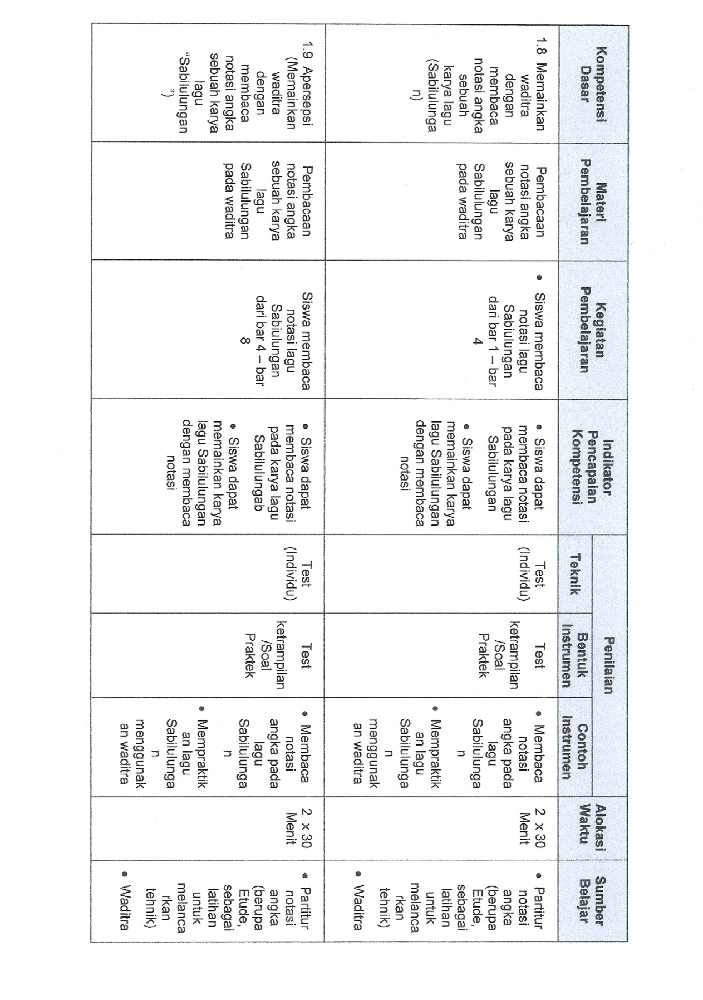 Kompetensi
Dasar
Materi
Pembelajaran
Kegiatan
Pembelajaran
Indikator
Pencapaian
Kompetensi
Penilaian
Teknik
Bentuk
Instrumen
Contoh
Instrumen
Alokasi
Waktu
Sumber
Belajar
1.8 Memainkan
waditra
dengan
membaca
notasi angka
sebuah
karya lagu
(Sabilulunga
n)
Pembacaan
notasi angka
sebuah karya
lagu
Sabilulungan
pada waditra
• Siswa membaca
notasi lagu
Sabiulungan
dari bar 1 – bar
4
• Siswa dapat
membaca notasi
pada karya lagu
Sabilulungan
• Siswa dapat
memainkan karya
lagu Sabilulungan
dengan membaca
notasi
Test
(Individu)
Test
ketrampilan
/Soal
Praktek
• Membaca
notasi
angka pada
lagu
Sabilulunga
n
• Mempraktik
an lagu
Sabilulunga
n
menggunak
an waditra
2 x 30
Menit
• Partitur
notasi
angka
(berupa
Etude,
sebagai
latihan
untuk
melanca
rkan
tehnik)
• Waditra
1.9 Apersepsi
(Memainkan
waditra
dengan
membaca
notasi angka
sebuah karya
lagu
“Sabilulungan
”)
Pembacaan
notasi angka
sebuah karya
lagu
Sabilulungan
pada waditra
Siswa membaca
notasi lagu
Sabiulungan
dari bar 4 – bar
8
• Siswa dapat
membaca notasi
pada karya lagu
Sabilulungab
• Siswa dapat
memainkan karya
lagu Sabilulungan
dengan membaca
notasi
Test
(Individu)
Test
ketrampilan
/Soal
Praktek
• Membaca
notasi
angka pada
lagu
Sabilulunga
n
• Mempraktik
an lagu
Sabilulunga
n
menggunak
an waditra
2 x 30
Menit
• Partitur
notasi
angka
(berupa
Etude,
sebagai
latihan
untuk
melanca
rkan
tehnik)
• Waditra